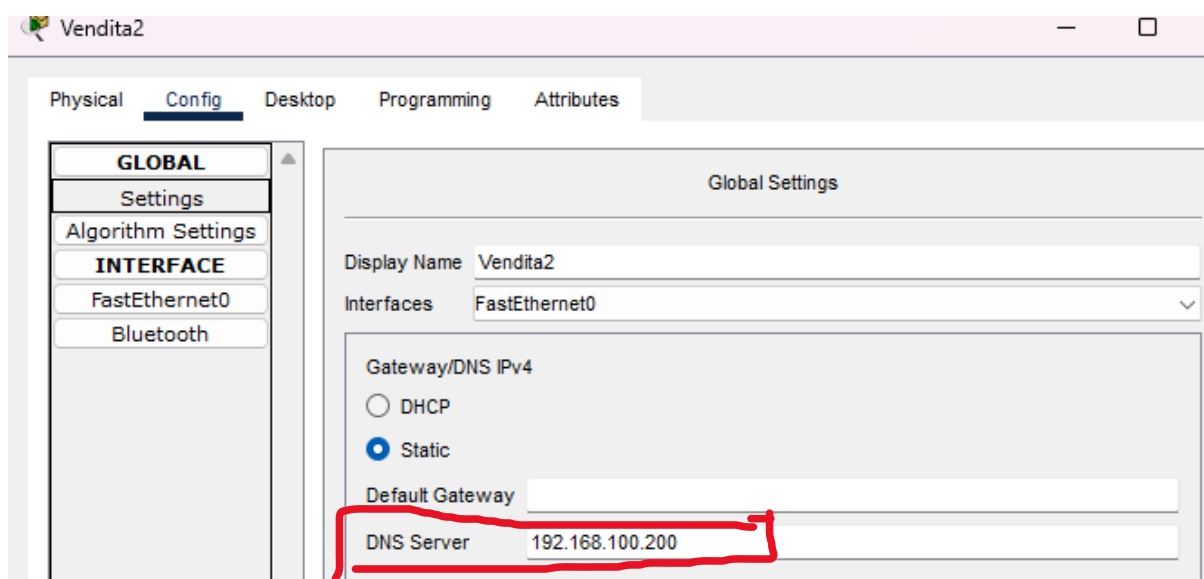 Vendita2
Physical Config Desktop Programming Attributes
GLOBAL
Settings
Algorithm Settings
INTERFACE
FastEthernet0
Bluetooth
Global Settings
Display Name Vendita2
Interfaces FastEthernet0
Gateway/DNS IPv4
DHCP
Static
Default Gateway
DNS Server 192.168.100.200